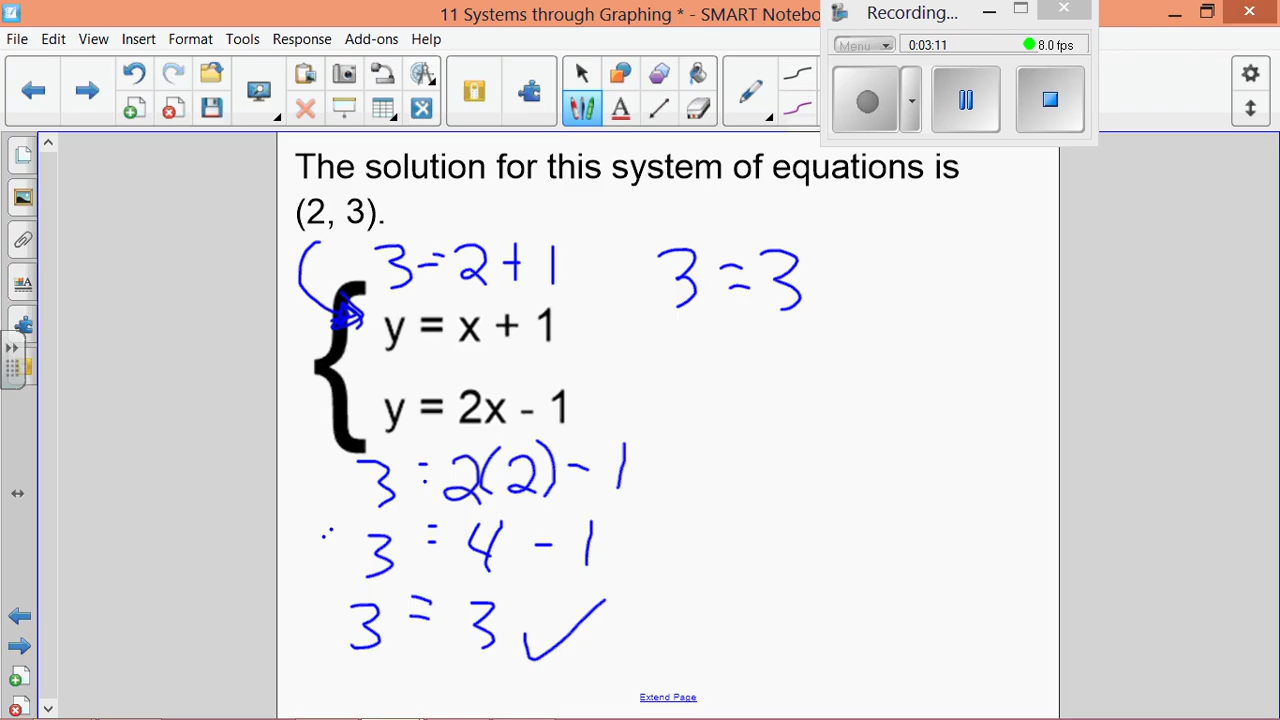 11 Systems through Graphing * - SMART Notebo
Recording...
File Edit View Insert Format Tools Response Add-ons Help
Menu 0:03:11 8.0 fps
The solution for this system of equations is
(2, 3).
3 = 2 + 1 3 = 3
y = x + 1
y = 2x - 1
3 = 2(2) - 1
3 = 4 - 1
3 = 3 ✓
Extend Page